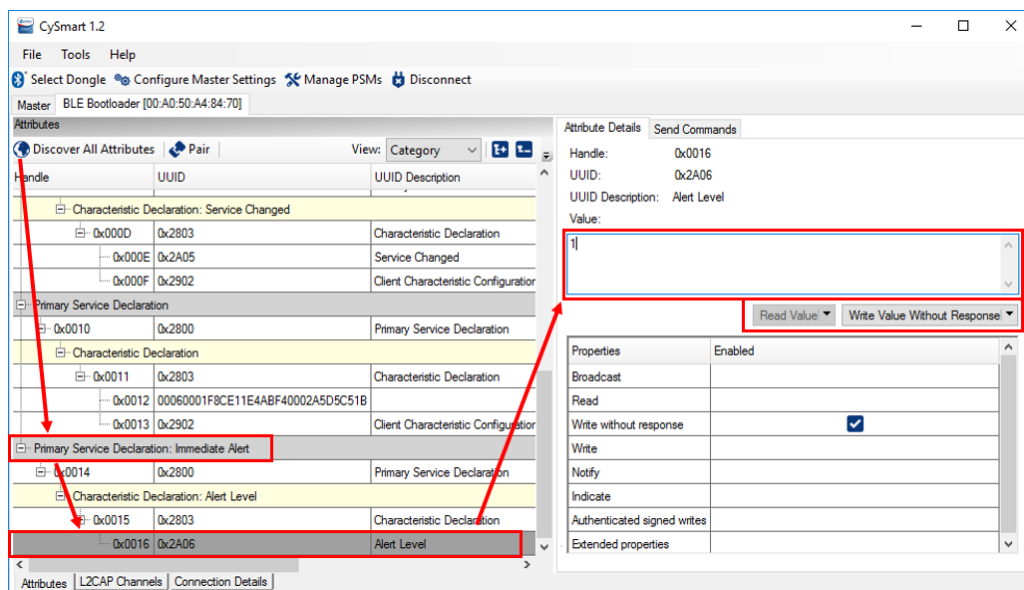 CySmart 1.2
File Tools Help
Select Dongle Configure Master Settings Manage PSMs Disconnect
Master BLE Bootloader [00:A0:50:A4:84:70]
Attributes
Discover All Attributes Pair View: Category
Handle UUID UUID Description
Characteristic Declaration: Service Changed
0x000D 0x2803 Characteristic Declaration
0x000E 0x2A05 Service Changed
0x000F 0x2902 Client Characteristic Configuration
Primary Service Declaration
0x0010 0x2800 Primary Service Declaration
Characteristic Declaration
0x0011 0x2803 Characteristic Declaration
0x0012 00060001F8CE11E4ABF40002A5D5C51B
0x0013 0x2902 Client Characteristic Configuration
Primary Service Declaration: Immediate Alert
0x0014 0x2800 Primary Service Declaration
Characteristic Declaration: Alert Level
0x0015 0x2803 Characteristic Declaration
0x0016 0x2A06 Alert Level
Attributes L2CAP Channels Connection Details
Attribute Details Send Commands
Handle: 0x0016
UUID: 0x2A06
UUID Description: Alert Level
Value:
1
Read Value Write Value Without Response
Properties Enabled
Broadcast
Read
Write without response
Write
Notify
Indicate
Authenticated signed writes
Extended properties